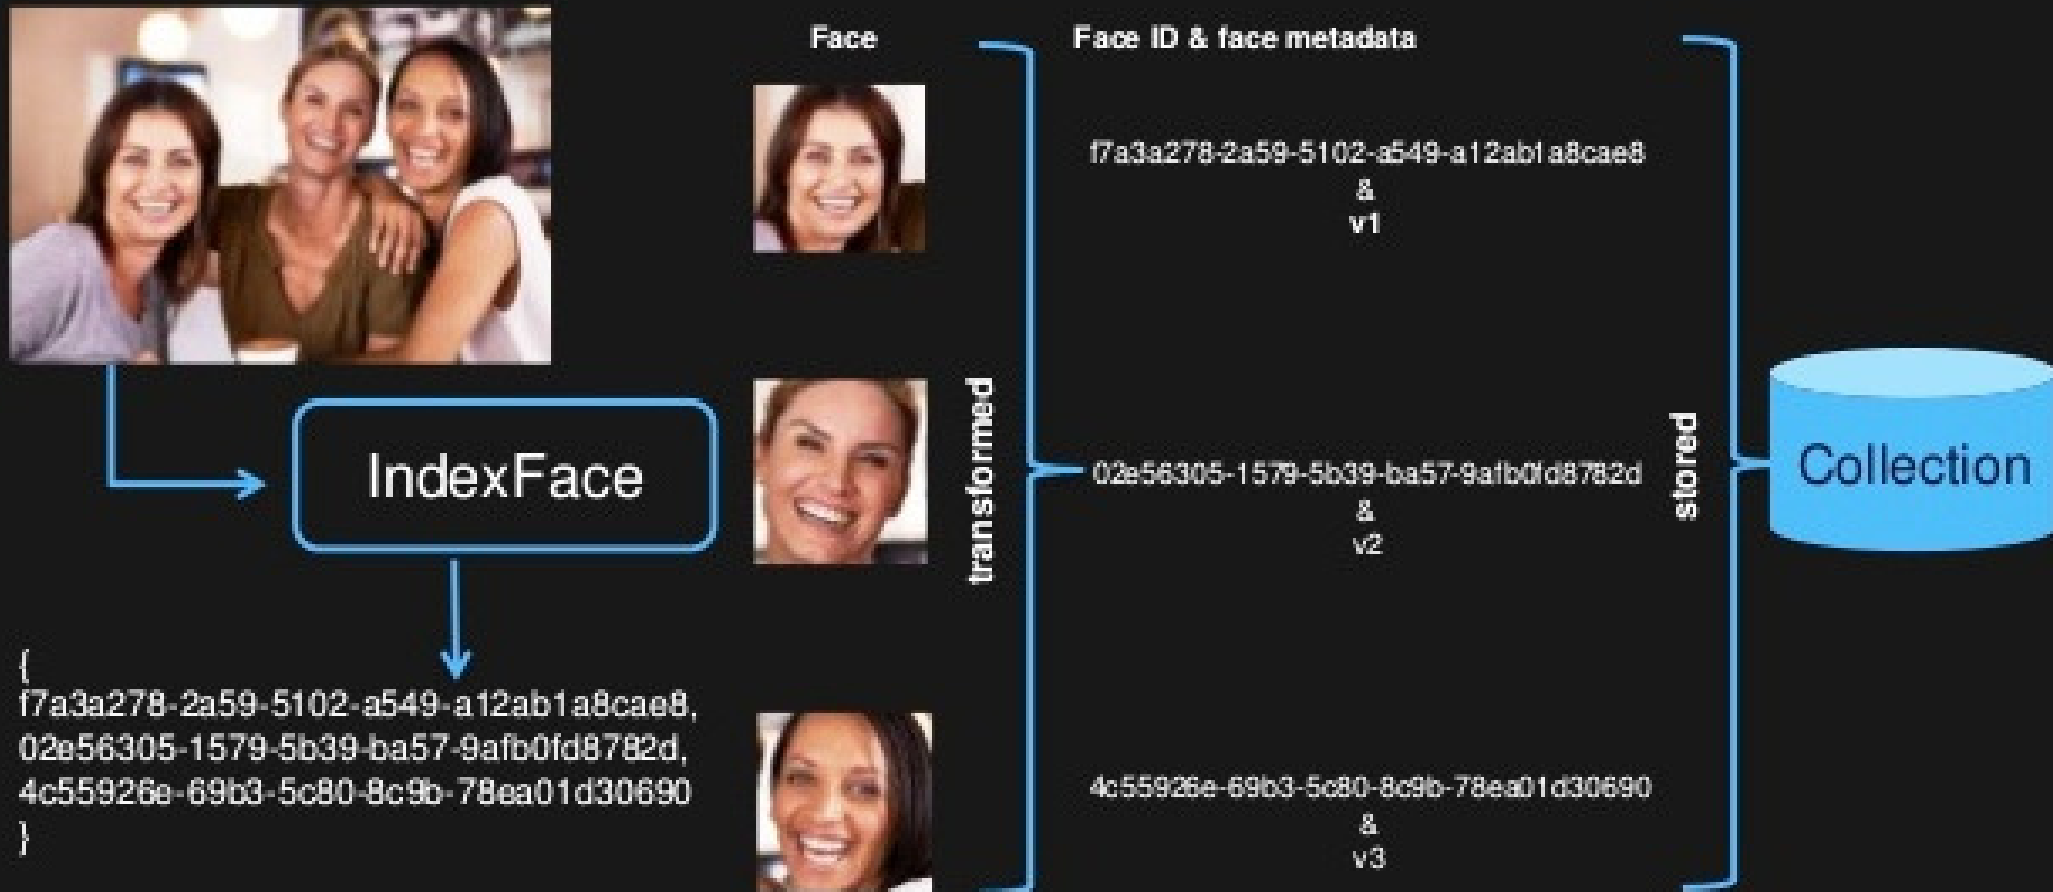 Face
Face ID & face metadata
f7a3a278-2a59-5102-a549-a12ab1a8cae8
&
v1
IndexFace
transformed
02e56305-1579-5b39-ba57-9afb0fd8782d
&
v2
stored
Collection
{
f7a3a278-2a59-5102-a549-a12ab1a8cae8,
02e56305-1579-5b39-ba57-9afb0fd8782d,
4c55926e-69b3-5c80-8c9b-78ea01d30690
}
4c55926e-69b3-5c80-8c9b-78ea01d30690
&
v3